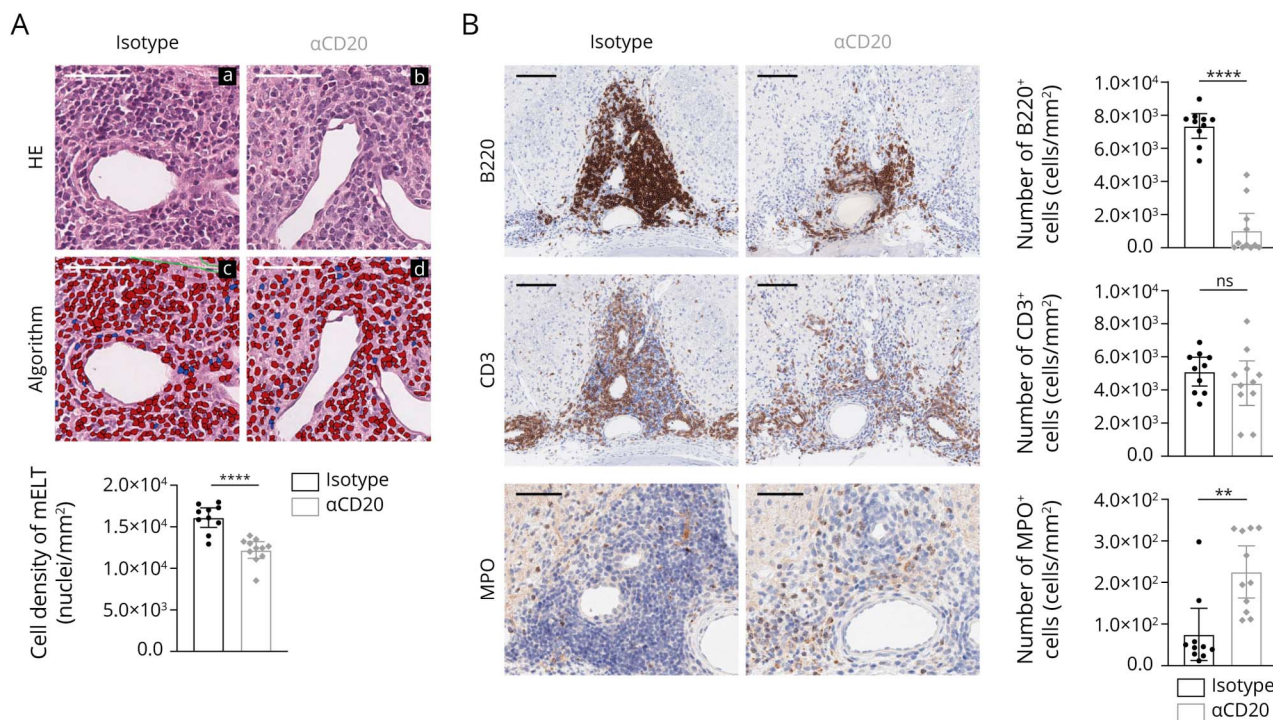 A
Isotype
αCD20
HE
a
b
Algorithm
c
d
Cell density of mELT
(nuclei/mm²)
2.0×10⁴
1.5×10⁴
1.0×10⁴
5.0×10³
0.0
****
Isotype
αCD20
B
Isotype
αCD20
B220
CD3
MPO
Number of B220⁺
cells (cells/mm²)
1.0×10⁴
8.0×10³
6.0×10³
4.0×10³
2.0×10³
0.0
****
Number of CD3⁺
cells (cells/mm²)
1.0×10⁴
8.0×10³
6.0×10³
4.0×10³
2.0×10³
0.0
ns
Number of MPO⁺
cells (cells/mm²)
4.0×10²
3.0×10²
2.0×10²
1.0×10²
0.0
**
Isotype
αCD20